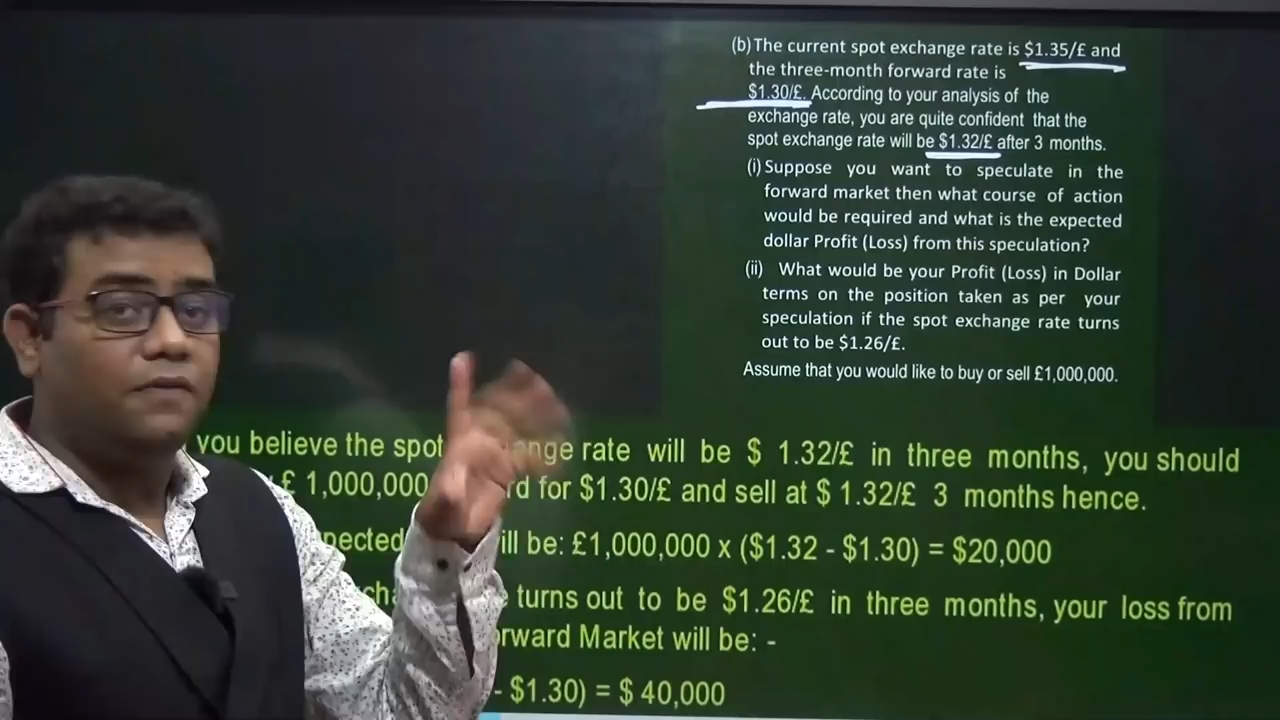 (b) The current spot exchange rate is $1.35/£ and
the three-month forward rate is
$1.30/£. According to your analysis of the
exchange rate, you are quite confident that the
spot exchange rate will be $1.32/£ after 3 months.
(i) Suppose you want to speculate in the
forward market then what course of action
would be required and what is the expected
dollar Profit (Loss) from this speculation?
(ii) What would be your Profit (Loss) in Dollar
terms on the position taken as per your
speculation if the spot exchange rate turns
out to be $1.26/£.
Assume that you would like to buy or sell £1,000,000.
you believe the spot rate will be $ 1.32/£ in three months, you should
£ 1,000,000 for $1.30/£ and sell at $ 1.32/£ 3 months hence.
will be: £1,000,000 x ($1.32 - $1.30) = $20,000
turns out to be $1.26/£ in three months, your loss from
Market will be: -
- $1.30) = $ 40,000